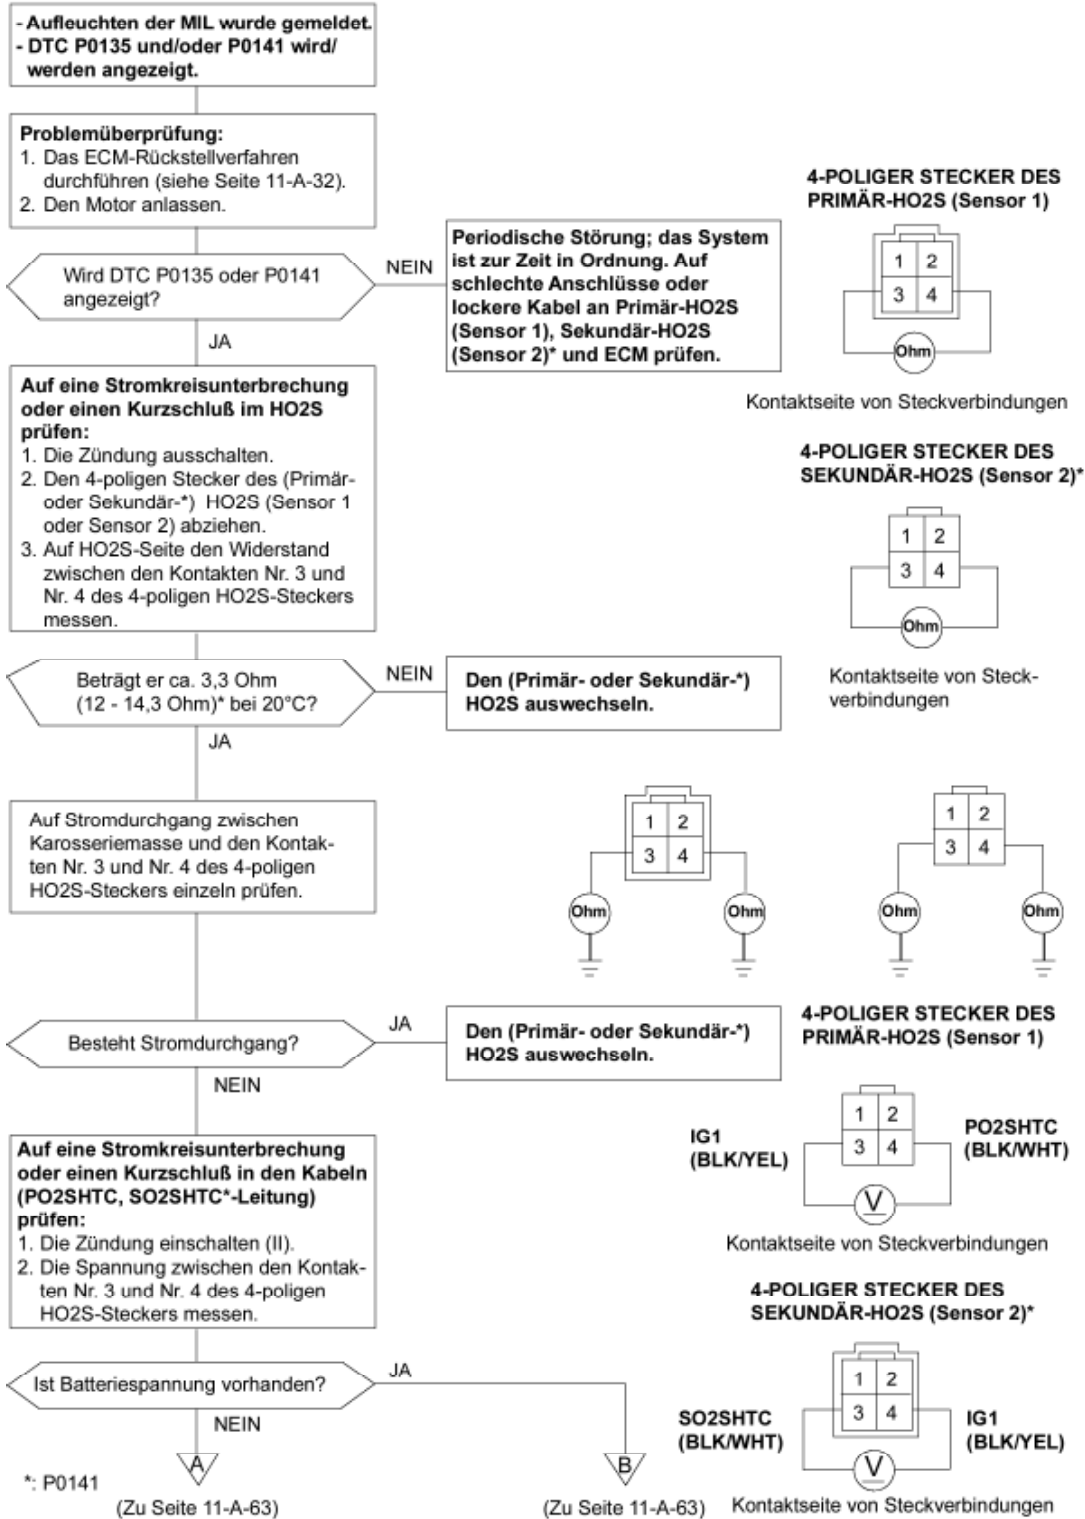 - Aufleuchten der MIL wurde gemeldet.
- DTC P0135 und/oder P0141 wird/
werden angezeigt.
Problemüberprüfung:
1. Das ECM-Rückstellverfahren
durchführen (siehe Seite 11-A-32).
2. Den Motor anlassen.
Wird DTC P0135 oder P0141
angezeigt?
NEIN
Periodische Störung; das System
ist zur Zeit in Ordnung. Auf
schlechte Anschlüsse oder
lockere Kabel an Primär-HO2S
(Sensor 1), Sekundär-HO2S
(Sensor 2)* und ECM prüfen.
4-POLIGER STECKER DES
PRIMÄR-HO2S (Sensor 1)
1 2
3 4
Ohm
Kontaktseite von Steckverbindungen
JA
Auf eine Stromkreisunterbrechung
oder einen Kurzschluß im HO2S
prüfen:
1. Die Zündung ausschalten.
2. Den 4-poligen Stecker des (Primär-
oder Sekundär-*) HO2S (Sensor 1
oder Sensor 2) abziehen.
3. Auf HO2S-Seite den Widerstand
zwischen den Kontakten Nr. 3 und
Nr. 4 des 4-poligen HO2S-Steckers
messen.
4-POLIGER STECKER DES
SEKUNDÄR-HO2S (Sensor 2)*
1 2
3 4
Ohm
Kontaktseite von Steck-
verbindungen
Beträgt er ca. 3,3 Ohm
(12 - 14,3 Ohm)* bei 20°C?
NEIN
Den (Primär- oder Sekundär-*)
HO2S auswechseln.
JA
Auf Stromdurchgang zwischen
Karosseriemasse und den Kontak-
ten Nr. 3 und Nr. 4 des 4-poligen
HO2S-Steckers einzeln prüfen.
1 2
3 4
Ohm Ohm
1 2
3 4
Ohm Ohm
Besteht Stromdurchgang?
JA
Den (Primär- oder Sekundär-*)
HO2S auswechseln.
NEIN
4-POLIGER STECKER DES
PRIMÄR-HO2S (Sensor 1)
1 2
3 4
IG1
(BLK/YEL)
PO2SHTC
(BLK/WHT)
V
Kontaktseite von Steckverbindungen
Auf eine Stromkreisunterbrechung
oder einen Kurzschluß in den Kabeln
(PO2SHTC, SO2SHTC*-Leitung)
prüfen:
1. Die Zündung einschalten (II).
2. Die Spannung zwischen den Kontak-
ten Nr. 3 und Nr. 4 des 4-poligen
HO2S-Steckers messen.
4-POLIGER STECKER DES
SEKUNDÄR-HO2S (Sensor 2)*
1 2
3 4
SO2SHTC
(BLK/WHT)
IG1
(BLK/YEL)
V
Kontaktseite von Steckverbindungen
Ist Batteriespannung vorhanden?
JA
NEIN
A
B
*: P0141
(Zu Seite 11-A-63)
(Zu Seite 11-A-63)